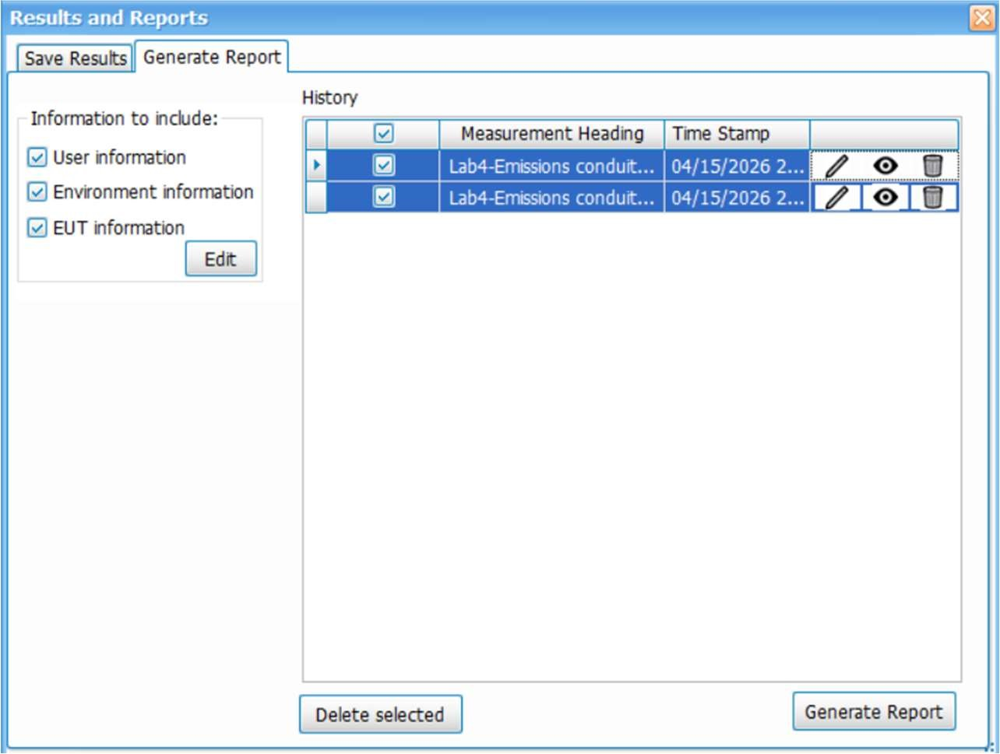 Results and Reports
Save Results Generate Report
Information to include:
User information
Environment information
EUT information
Edit
History
Measurement Heading Time Stamp
Lab4-Emissions conduit... 04/15/2026 2...
Lab4-Emissions conduit... 04/15/2026 2...
Delete selected
Generate Report